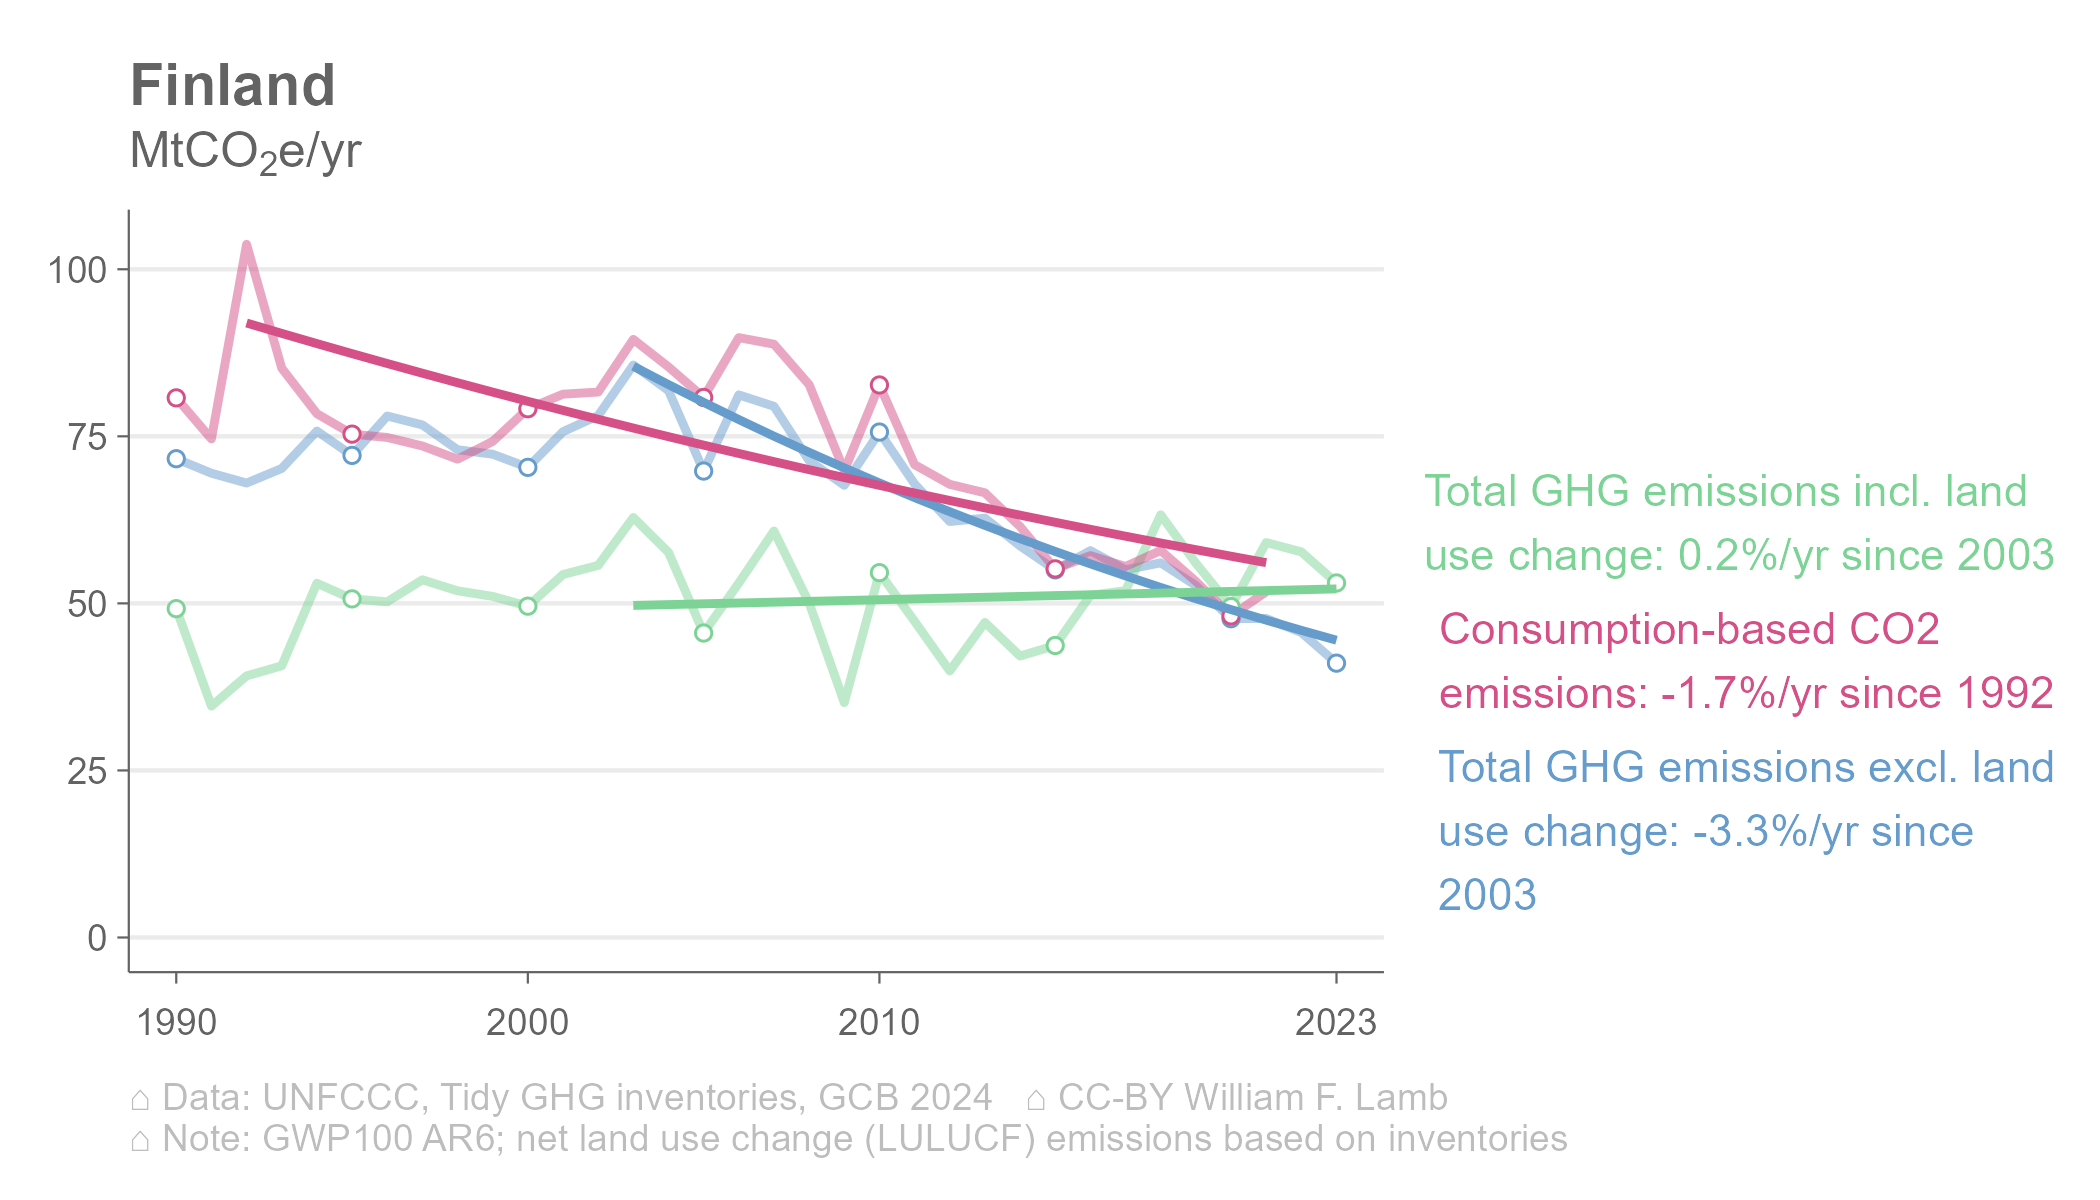 Finland
MtCO₂e/yr
100
75
50
25
0
1990
2000
2010
2023
Total GHG emissions incl. land
use change: 0.2%/yr since 2003
Consumption-based CO2
emissions: -1.7%/yr since 1992
Total GHG emissions excl. land
use change: -3.3%/yr since
2003
⌂ Data: UNFCCC, Tidy GHG inventories, GCB 2024 ⌂ CC-BY William F. Lamb
⌂ Note: GWP100 AR6; net land use change (LULUCF) emissions based on inventories